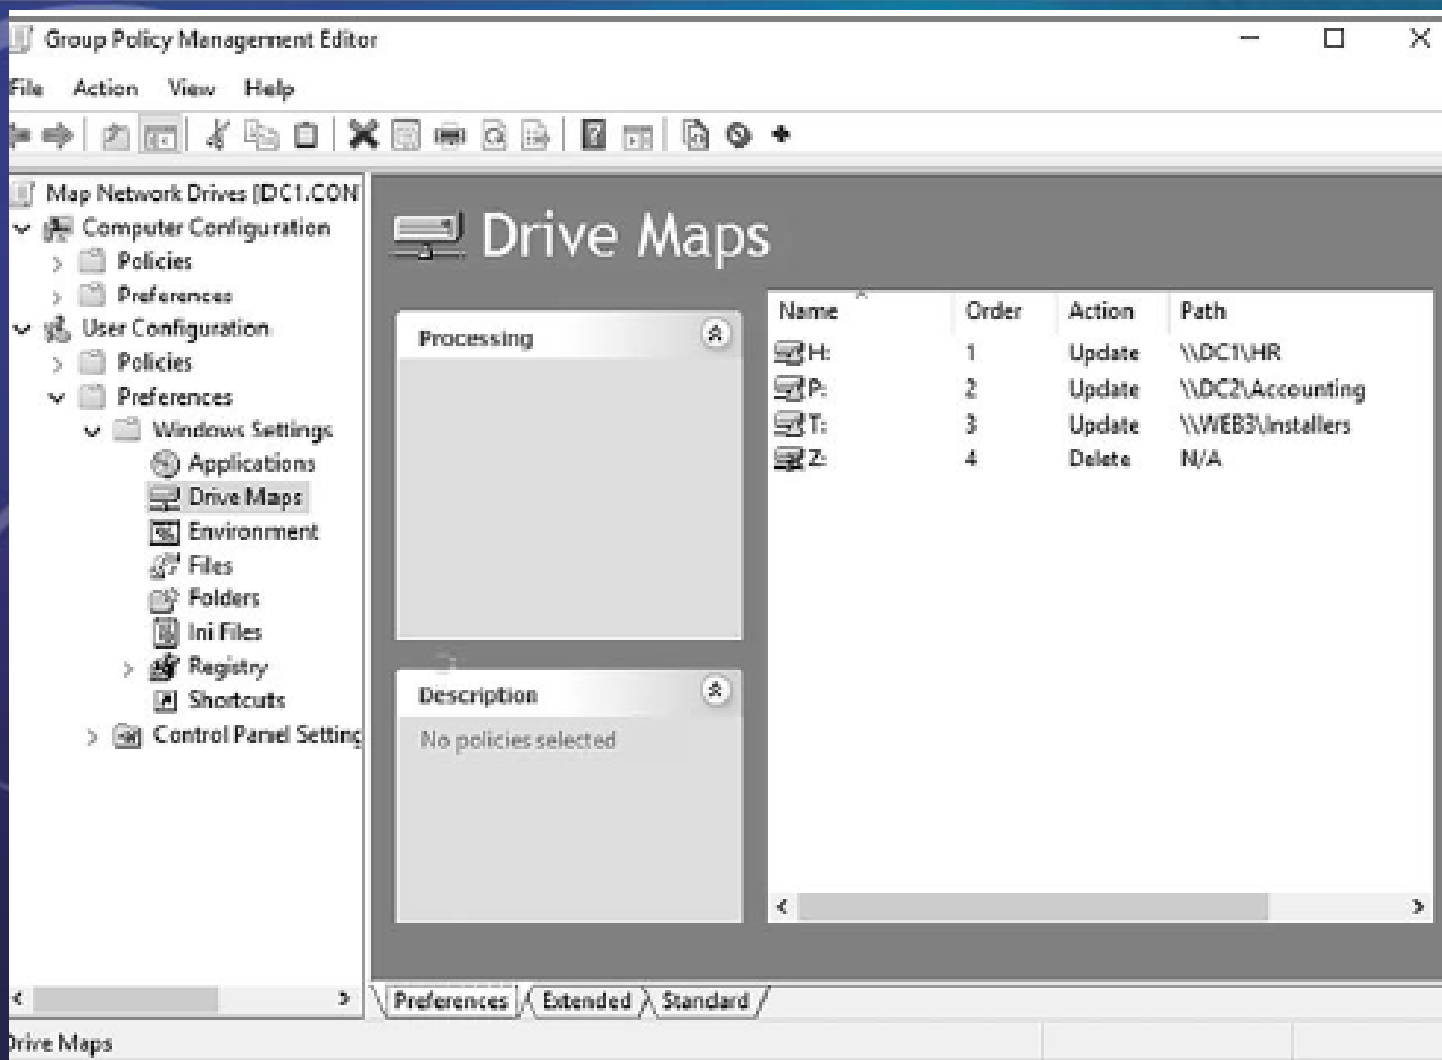 Group Policy Management Editor
File Action View Help
Map Network Drives [DC1.CON
Computer Configuration
Policies
Preferences
User Configuration
Policies
Preferences
Windows Settings
Applications
Drive Maps
Environment
Files
Folders
Ini Files
Registry
Shortcuts
Control Panel Setting
Drive Maps
Processing
Description
No policies selected
Name Order Action Path
H: 1 Update \\DC1\HR
P: 2 Update \\DC2\Accounting
T: 3 Update \\WEB3\Installers
Z: 4 Delete N/A
Preferences Extended Standard
Drive Maps